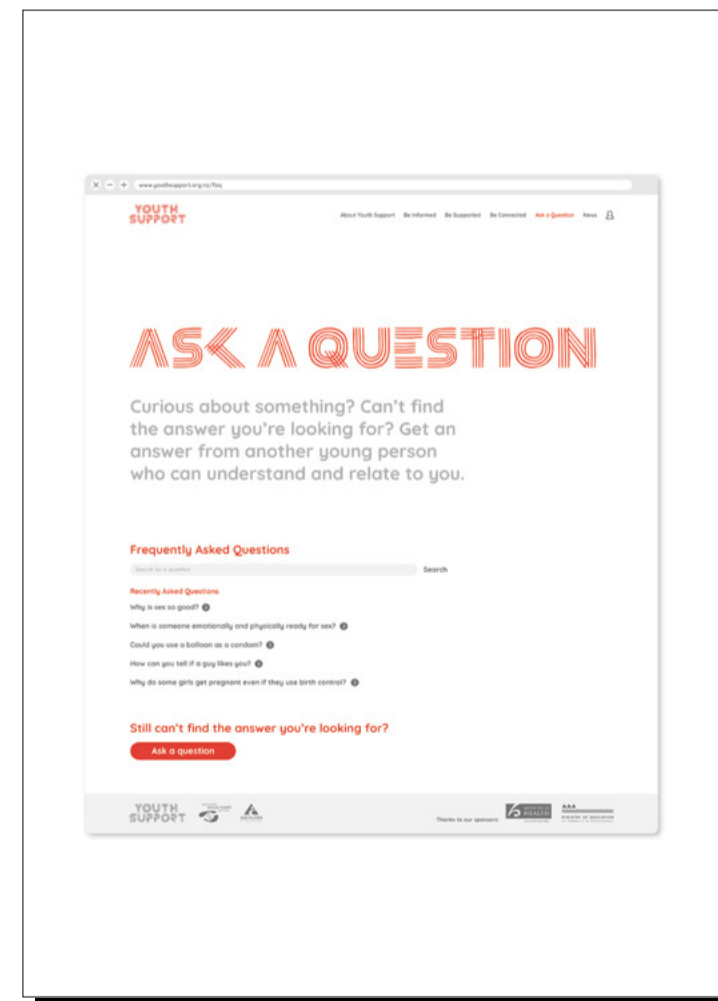 www.youthsupport.org.nz/faq
YOUTH
SUPPORT
About Youth Support Be Informed Be Supported Be Connected Ask a Question News
ASK A QUESTION
Curious about something? Can't find
the answer you're looking for? Get an
answer from another young person
who can understand and relate to you.
Frequently Asked Questions
Search for a question
Search
Recently Asked Questions
Why is sex so good?
When is someone emotionally and physically ready for sex?
Could you use a balloon as a condom?
How can you tell if a guy likes you?
Why do some girls get pregnant even if they use birth control?
Still can't find the answer you're looking for?
Ask a question
YOUTH
SUPPORT
Thanks to our sponsors
HEALTH
MINISTRY OF EDUCATION